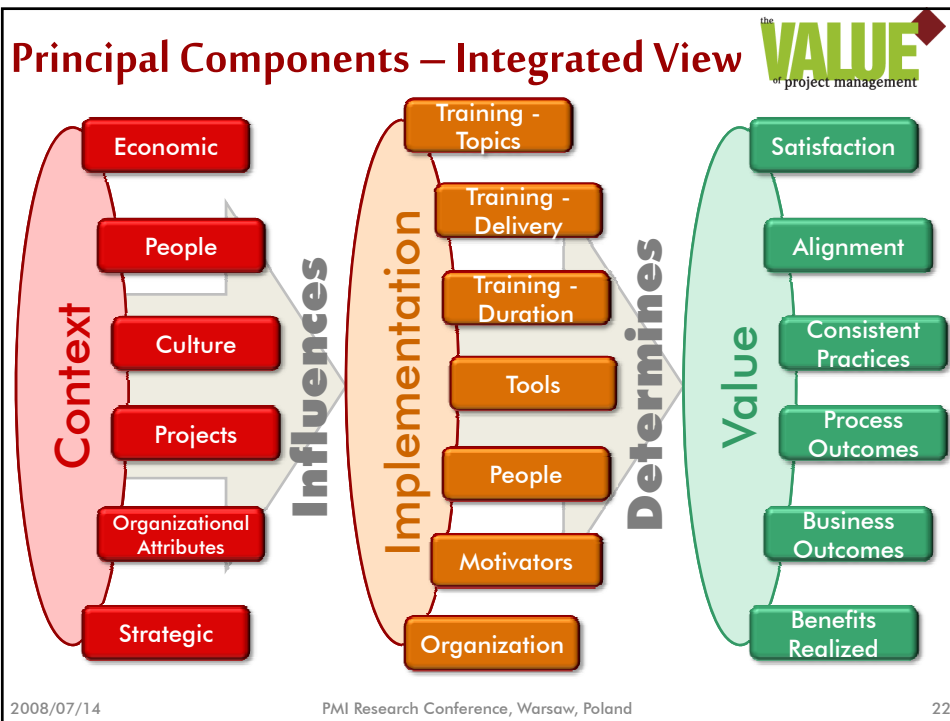 Principal Components – Integrated View
the
VALUE
of project management
Context
Economic
People
Culture
Projects
Organizational
Attributes
Strategic
Influences
Implementation
Training -
Topics
Training -
Delivery
Training -
Duration
Tools
People
Motivators
Organization
Determines
Value
Satisfaction
Alignment
Consistent
Practices
Process
Outcomes
Business
Outcomes
Benefits
Realized
2008/07/14
PMI Research Conference, Warsaw, Poland
22